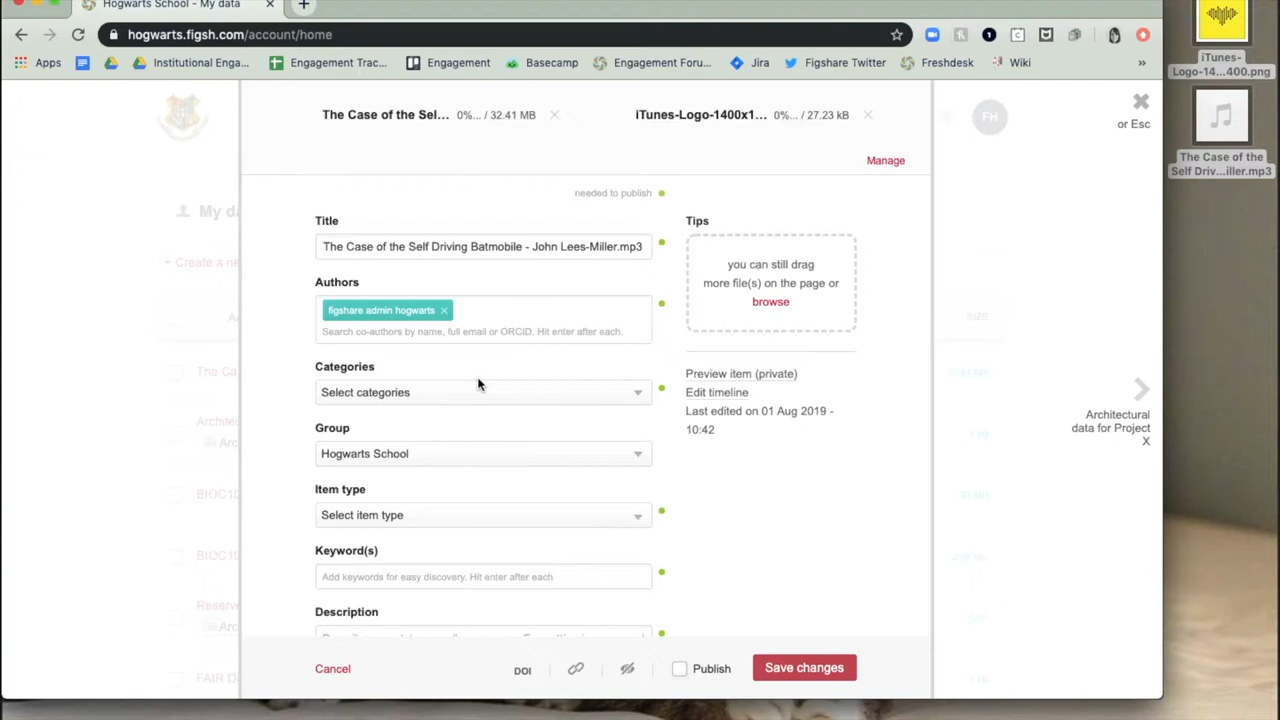 Hogwarts School - My data
hogwarts.figsh.com/account/home
Apps
Institutional Enga...
Engagement Trac...
Engagement
Basecamp
Engagement Foru...
Jira
Figshare Twitter
Freshdesk
Wiki
»
iTunes-
Logo-14...400.png
The Case of the
Self Driv...iller.mp3
The Case of the Sel... 0%... / 32.41 MB
iTunes-Logo-1400x1... 0%... / 27.23 kB
Manage
or Esc
FH
My da
+ Create a ne
needed to publish
Title
The Case of the Self Driving Batmobile - John Lees-Miller.mp3
Authors
figshare admin hogwarts
Search co-authors by name, full email or ORCID. Hit enter after each.
Categories
Select categories
Group
Hogwarts School
Item type
Select item type
Keyword(s)
Add keywords for easy discovery. Hit enter after each
Description
Tips
you can still drag
more file(s) on the page or
browse
Preview item (private)
Edit timeline
Last edited on 01 Aug 2019 -
10:42
Architectural
data for Project
X
The Ca
Architec
Arc
BIOC10
BIOC10
Reserve
Arc
FAIR D
Cancel
DOI
Publish
Save changes